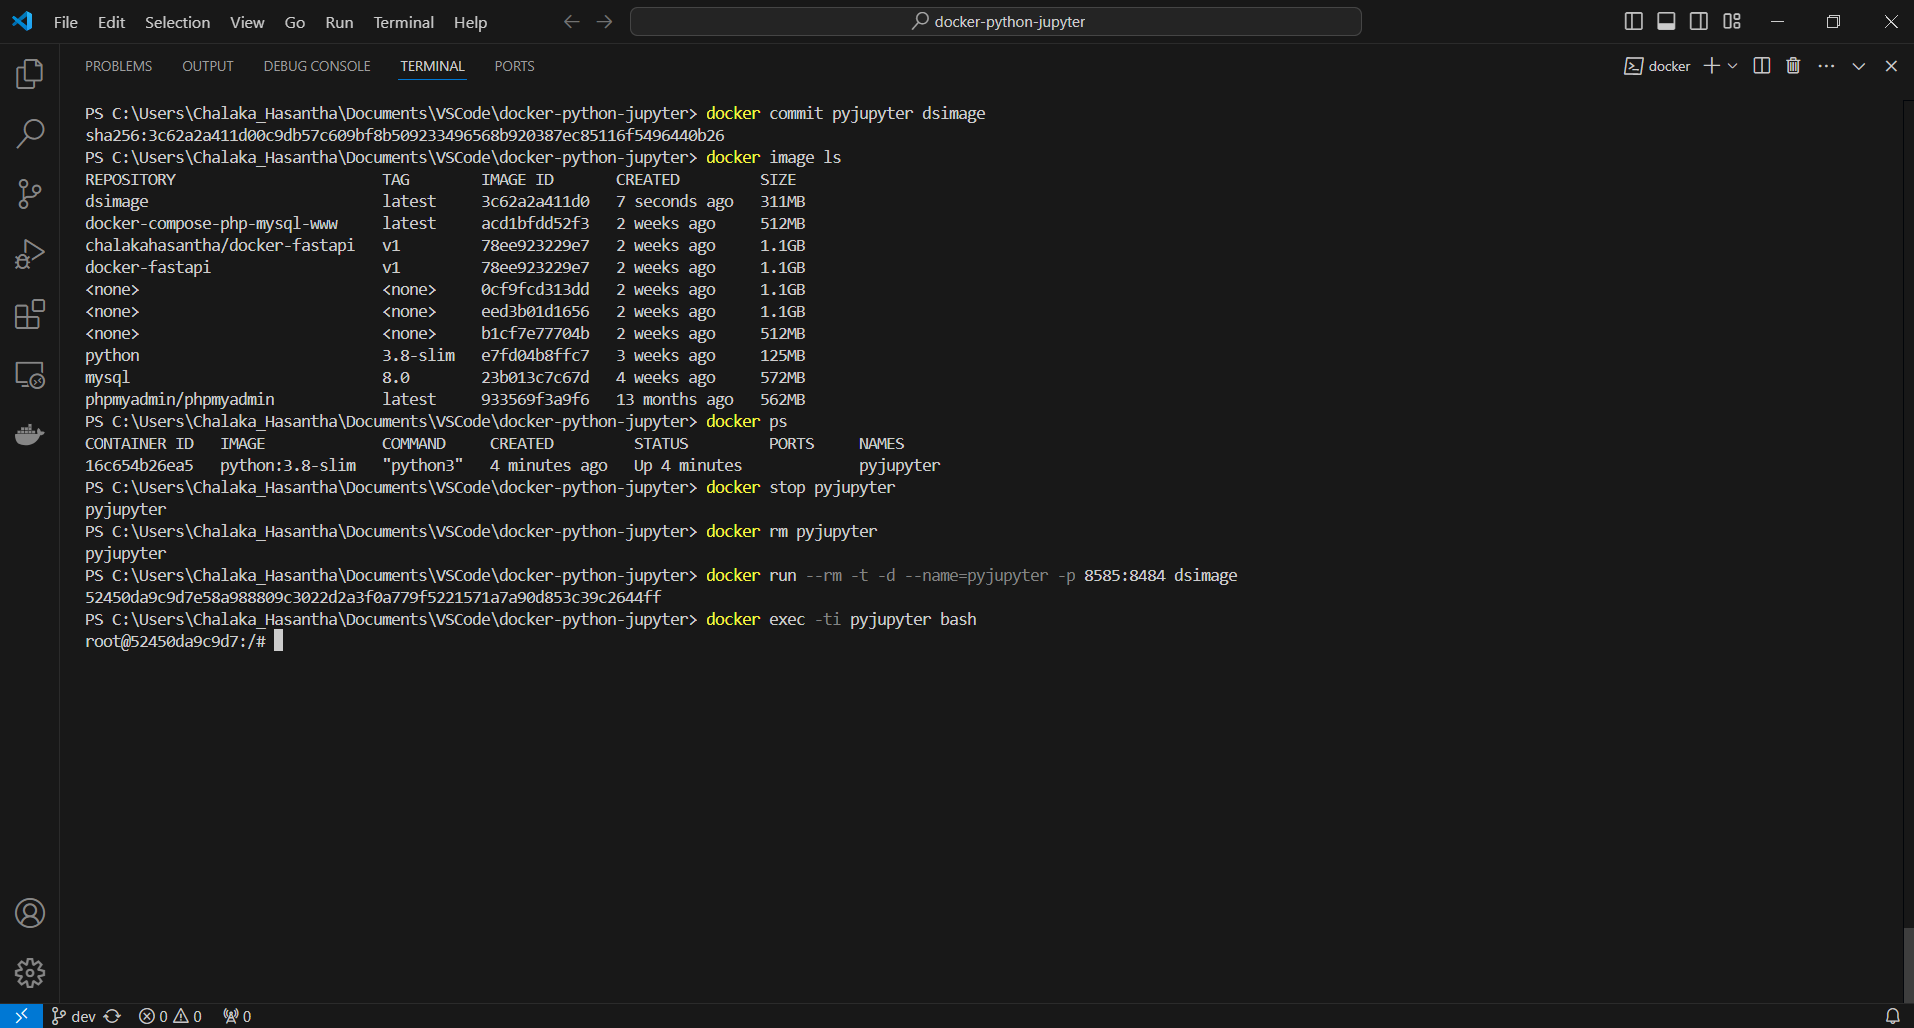 File Edit Selection View Go Run Terminal Help
docker-python-jupyter
PROBLEMS OUTPUT DEBUG CONSOLE TERMINAL PORTS
docker
PS C:\Users\Chalaka_Hasantha\Documents\VSCode\docker-python-jupyter> docker commit pyjupyter dsimage
sha256:3c62a2a411d00c9db57c609bf8b509233496568b920387ec85116f5496440b26
PS C:\Users\Chalaka_Hasantha\Documents\VSCode\docker-python-jupyter> docker image ls
REPOSITORY TAG IMAGE ID CREATED SIZE
dsimage latest 3c62a2a411d0 7 seconds ago 311MB
docker-compose-php-mysql-www latest acd1bfdd52f3 2 weeks ago 512MB
chalakahasantha/docker-fastapi v1 78ee923229e7 2 weeks ago 1.1GB
docker-fastapi v1 78ee923229e7 2 weeks ago 1.1GB
<none> <none> 0cf9fcd313dd 2 weeks ago 1.1GB
<none> <none> eed3b01d1656 2 weeks ago 1.1GB
<none> <none> b1cf7e77704b 2 weeks ago 512MB
python 3.8-slim e7fd04b8ffc7 3 weeks ago 125MB
mysql 8.0 23b013c7c67d 4 weeks ago 572MB
phpmyadmin/phpmyadmin latest 933569f3a9f6 13 months ago 562MB
PS C:\Users\Chalaka_Hasantha\Documents\VSCode\docker-python-jupyter> docker ps
CONTAINER ID IMAGE COMMAND CREATED STATUS PORTS NAMES
16c654b26ea5 python:3.8-slim "python3" 4 minutes ago Up 4 minutes pyjupyter
PS C:\Users\Chalaka_Hasantha\Documents\VSCode\docker-python-jupyter> docker stop pyjupyter
pyjupyter
PS C:\Users\Chalaka_Hasantha\Documents\VSCode\docker-python-jupyter> docker rm pyjupyter
pyjupyter
PS C:\Users\Chalaka_Hasantha\Documents\VSCode\docker-python-jupyter> docker run --rm -t -d --name=pyjupyter -p 8585:8484 dsimage
52450da9c9d7e58a988809c3022d2a3f0a779f5221571a7a90d853c39c2644ff
PS C:\Users\Chalaka_Hasantha\Documents\VSCode\docker-python-jupyter> docker exec -ti pyjupyter bash
root@52450da9c9d7:/#
dev 0 0 0